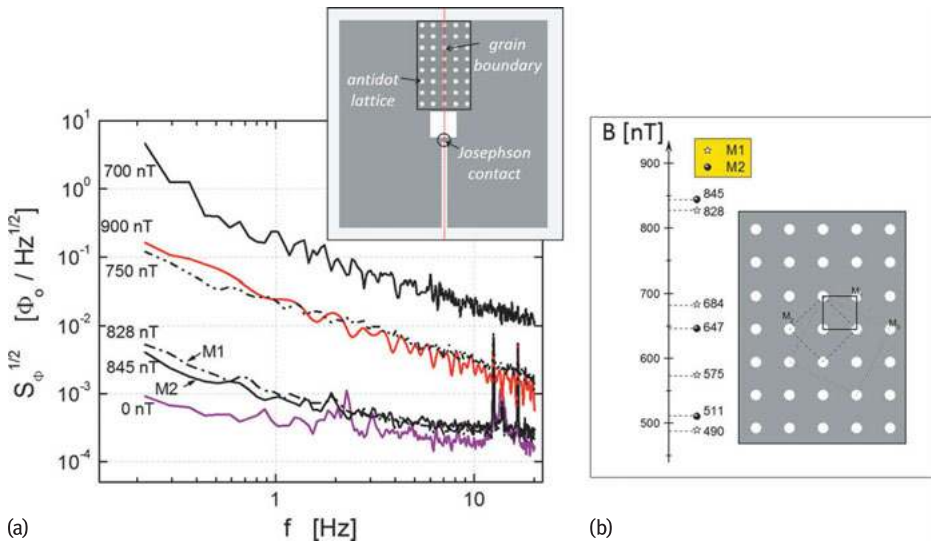 grain
boundary
antidot
lattice
Josephson
contact
10^1
10^0
10^-1
10^-2
10^-3
10^-4
S_Φ^1/2 [Φ_o / Hz^1/2]
700 nT
900 nT
750 nT
828 nT
M1
845 nT
M2
0 nT
1
10
f [Hz]
(a)
B [nT]
M1
M2
900
800
700
600
500
845
828
684
647
575
511
490
(b)